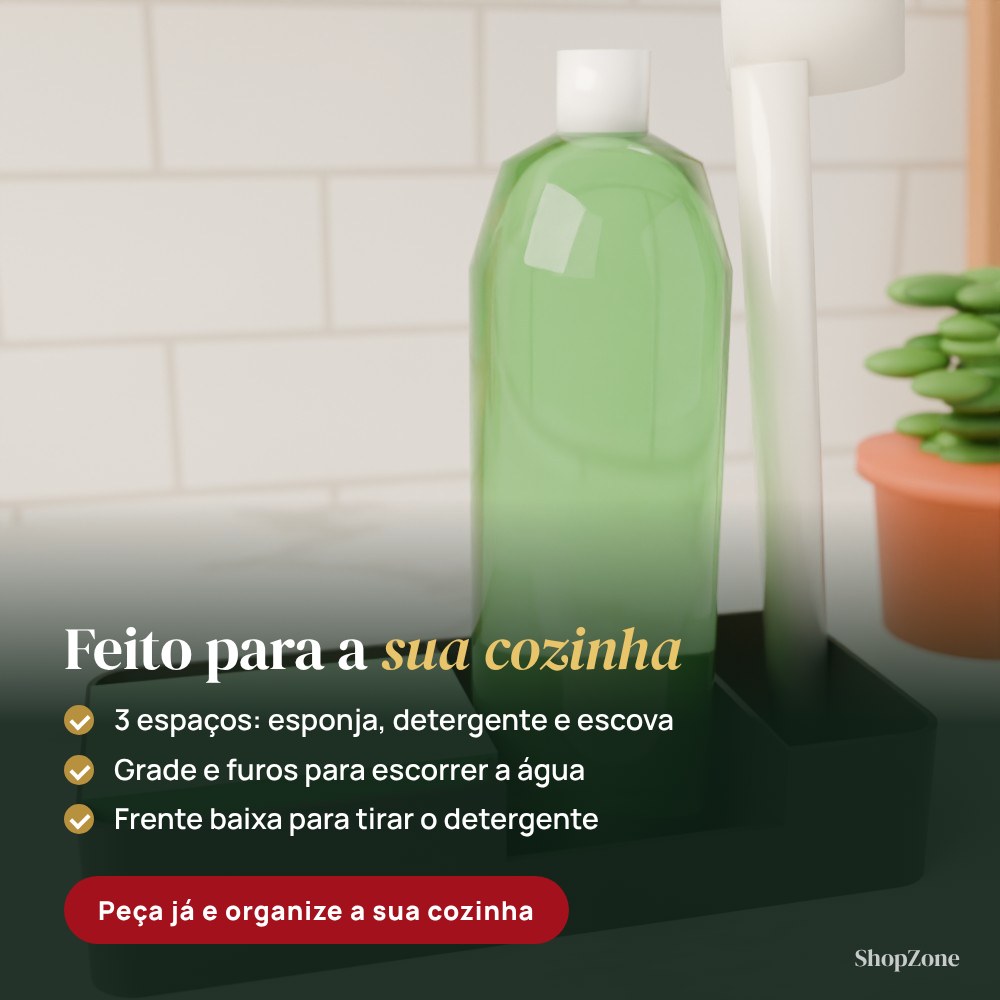 Feito para a sua cozinha
3 espaços: esponja, detergente e escova
Grade e furos para escorrer a água
Frente baixa para tirar o detergente
Peça já e organize a sua cozinha
ShopZone